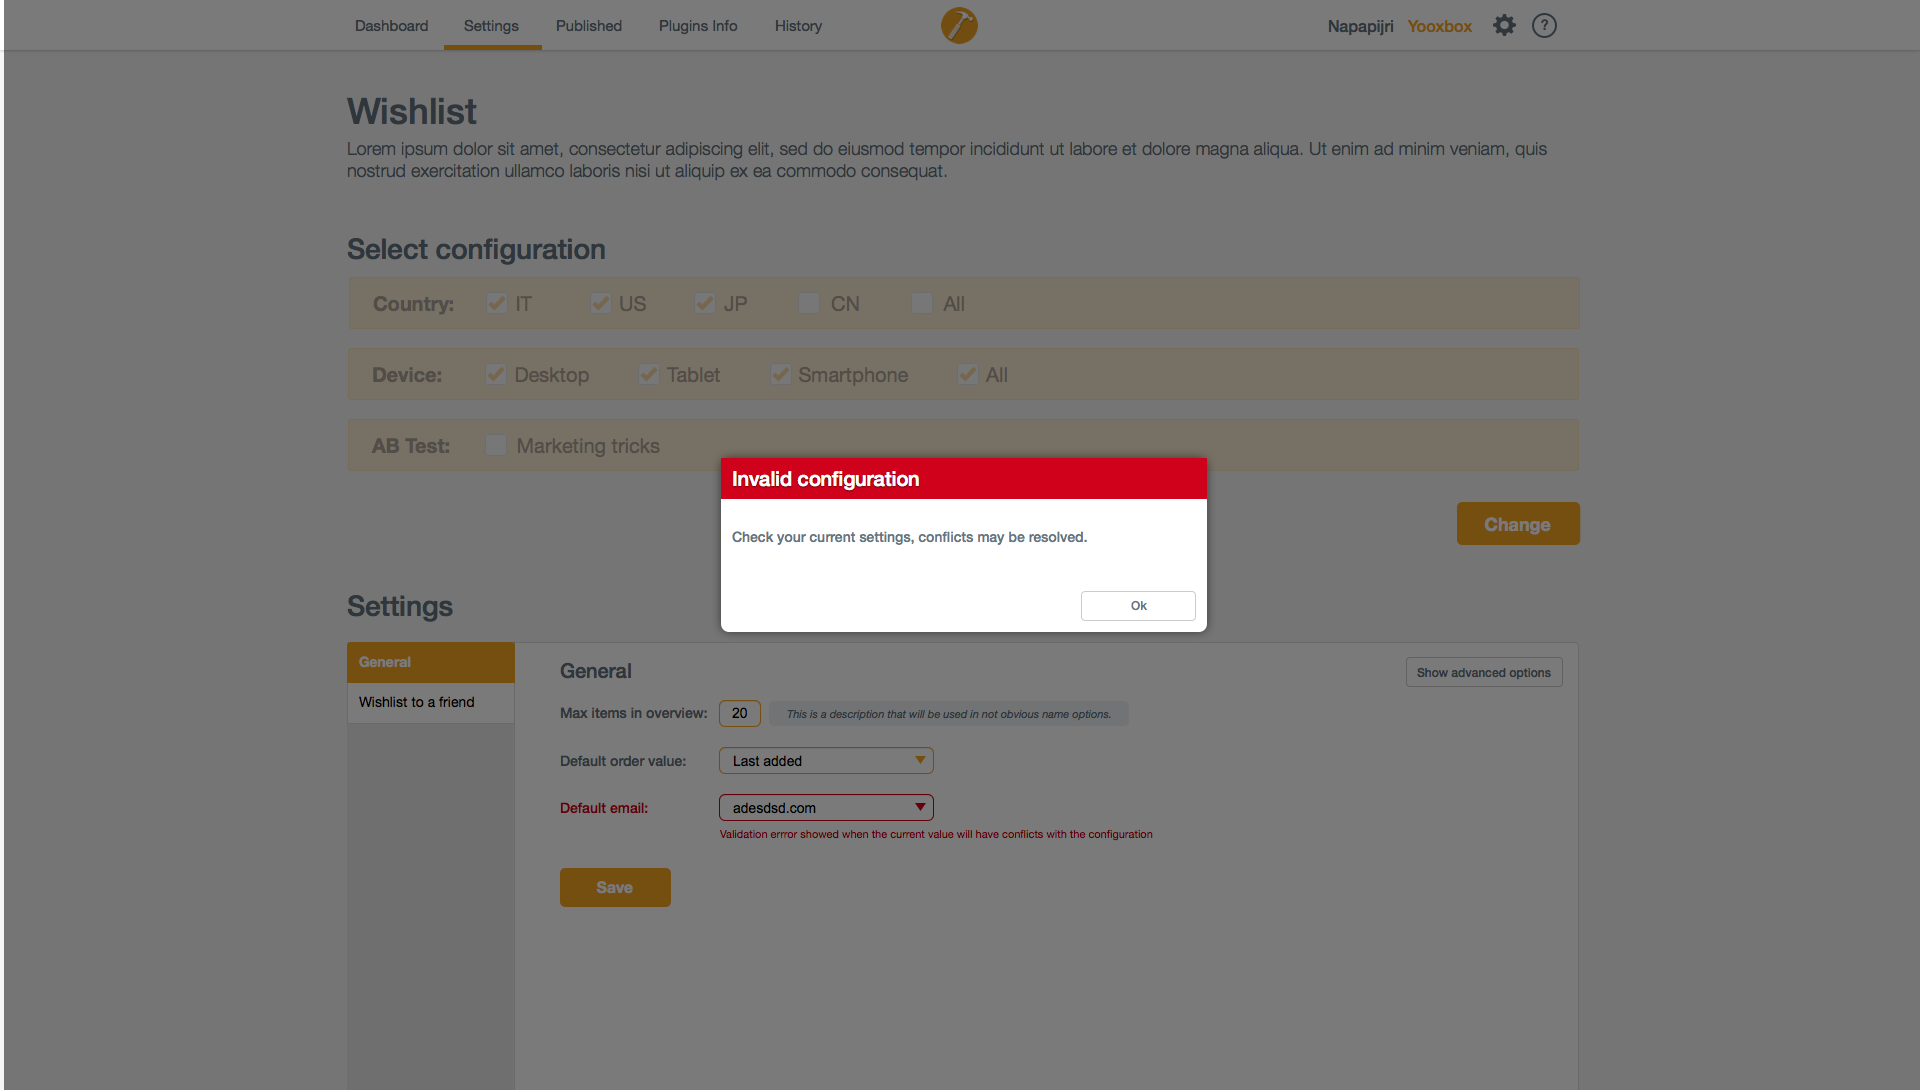 Dashboard Settings Published Plugins Info History Napapijri Yooxbox ?
Wishlist
Lorem ipsum dolor sit amet, consectetur adipiscing elit, sed do eiusmod tempor incididunt ut labore et dolore magna aliqua. Ut enim ad minim veniam, quis
nostrud exercitation ullamco laboris nisi ut aliquip ex ea commodo consequat.
Select configuration
Country: IT US JP CN All
Device: Desktop Tablet Smartphone All
AB Test: Marketing tricks
Invalid configuration
Check your current settings, conflicts may be resolved.
Ok
Change
Settings
General
Wishlist to a friend
General
Show advanced options
Max items in overview: 20 This is a description that will be used in not obvious name options.
Default order value: Last added
Default email: adesdsd.com
Validation errror showed when the current value will have conflicts with the configuration
Save